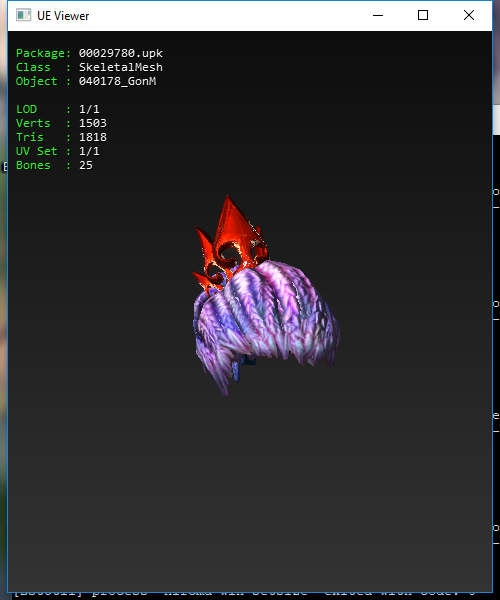 UE Viewer
Package: 00029780.upk
Class : SkeletalMesh
Object : 040178_GonM
LOD : 1/1
Verts : 1503
Tris : 1818
UV Set : 1/1
Bones : 25